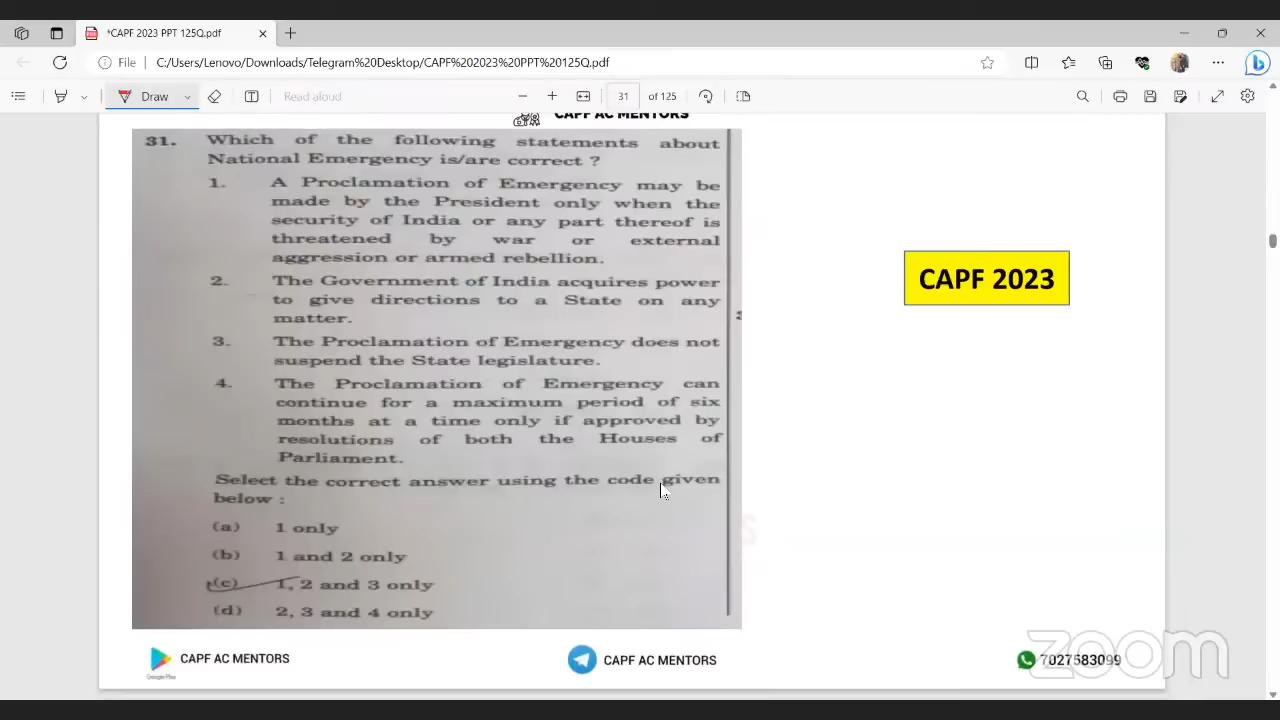 *CAPF 2023 PPT 125Q.pdf
File C:/Users/Lenovo/Downloads/Telegram%20Desktop/CAPF%202023%20PPT%20125Q.pdf
Draw Read aloud 31 of 125
CAPF AC MENTORS
31. Which of the following statements about
National Emergency is/are correct ?
1. A Proclamation of Emergency may be
made by the President only when the
security of India or any part thereof is
threatened by war or external
aggression or armed rebellion.
2. The Government of India acquires power
to give directions to a State on any
matter.
3. The Proclamation of Emergency does not
suspend the State legislature.
4. The Proclamation of Emergency can
continue for a maximum period of six
months at a time only if approved by
resolutions of both the Houses of
Parliament.
Select the correct answer using the code given
below :
(a) 1 only
(b) 1 and 2 only
(c) 1, 2 and 3 only
(d) 2, 3 and 4 only
CAPF 2023
CAPF AC MENTORS
Google Play
CAPF AC MENTORS
7027583099
zoom